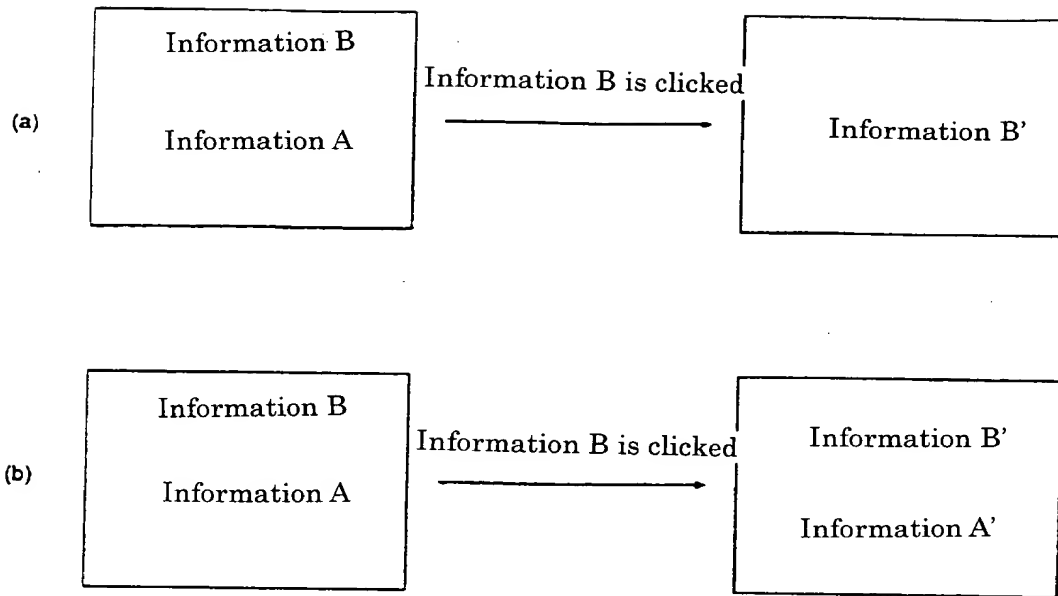 Information B
Information B is clicked
(a)
Information A
Information B'
Information B
Information B is clicked
Information B'
(b)
Information A
Information A'